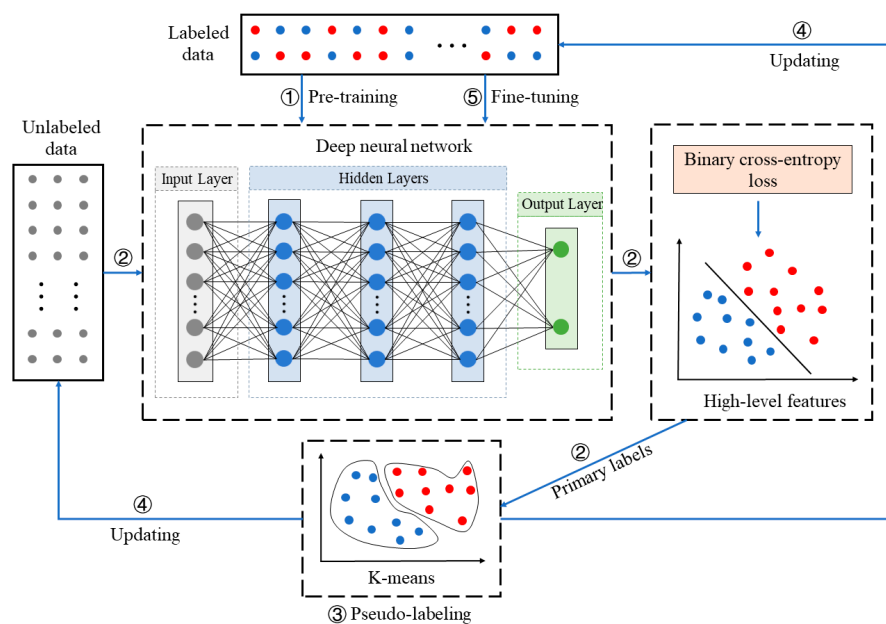 Labeled
data
④
Updating
① Pre-training
⑤ Fine-tuning
Unlabeled
data
Deep neural network
Input Layer
Hidden Layers
Output Layer
②
②
Binary cross-entropy
loss
High-level features
②
Primary labels
④
Updating
K-means
③ Pseudo-labeling